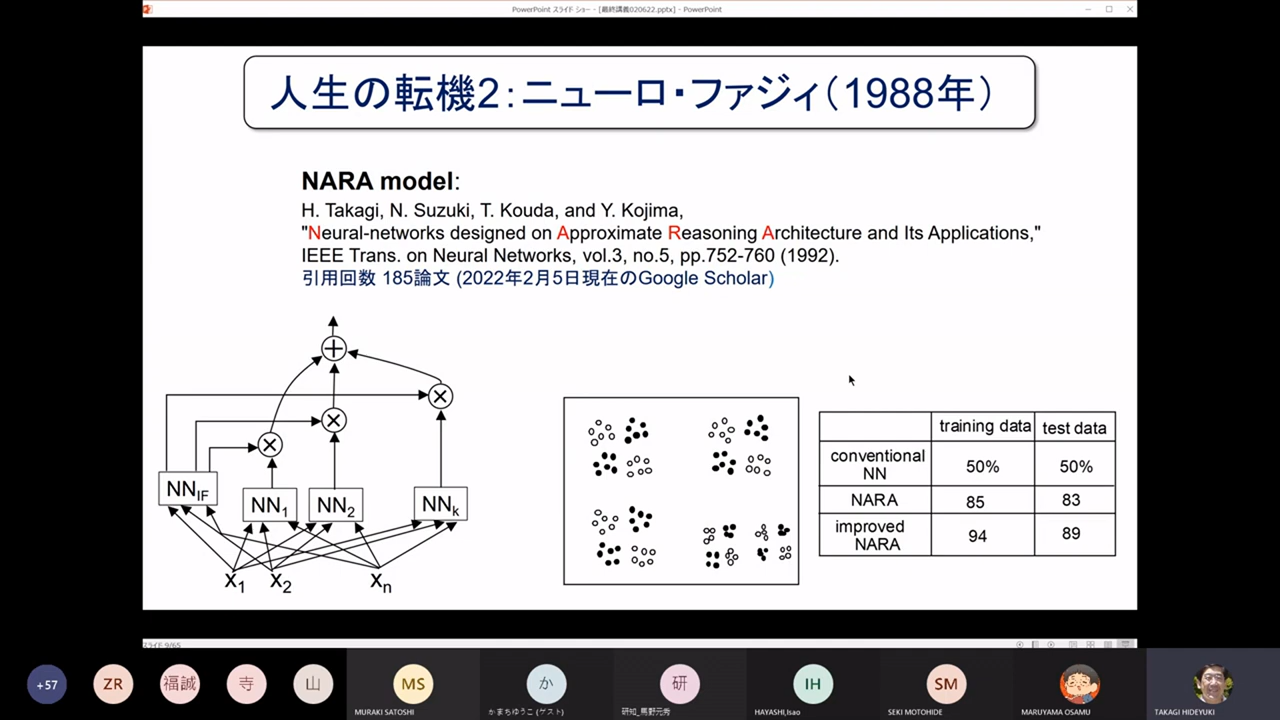 PowerPoint スライド ショー - [最終講義020622.pptx] - PowerPoint
人生の転機2：ニューロ・ファジィ（1988年）
NARA model:
H. Takagi, N. Suzuki, T. Kouda, and Y. Kojima,
"Neural-networks designed on Approximate Reasoning Architecture and Its Applications,"
IEEE Trans. on Neural Networks, vol.3, no.5, pp.752-760 (1992).
引用回数 185論文 (2022年2月5日現在のGoogle Scholar)
NNIF
NN1
NN2
NNk
x1
x2
xn
training data
test data
conventional
NN
50%
50%
NARA
85
83
improved
NARA
94
89
スライド 9/65
+57
ZR
福誠
寺
山
MS
MURAKI SATOSHI
か
かまちゆうこ (ゲスト)
研
研知_馬野元秀
IH
HAYASHI,Isao
SM
SEKI MOTOHIDE
MARUYAMA OSAMU
TAKAGI HIDEYUKI